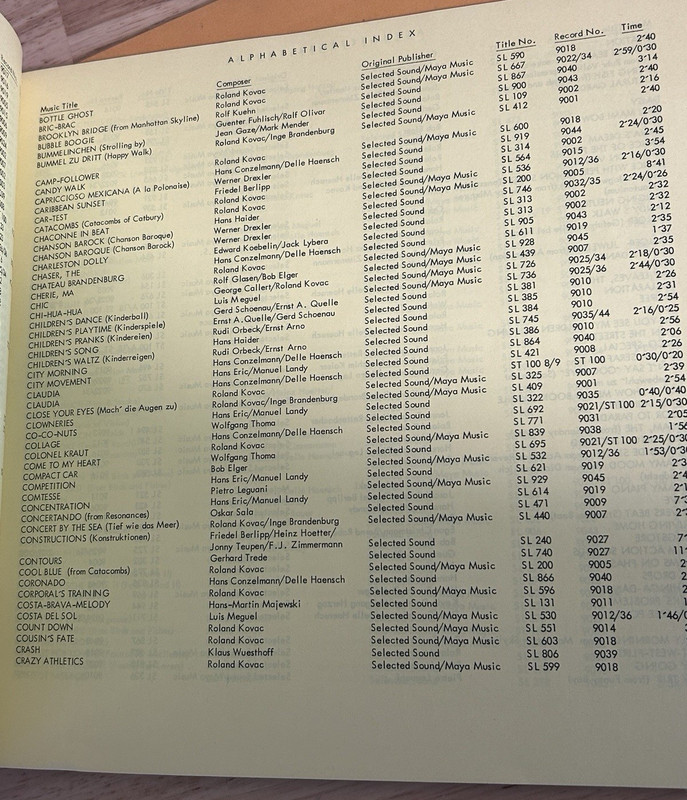 ALPHABETICAL INDEX
Music Title Composer Original Publisher Title No. Record No. Time
BOTTLE GHOST Roland Kovac Selected Sound/Maya Music SL 590 9018 2"40
BRIC-BRAC Roland Kovac Selected Sound/Maya Music SL 667 9022/34 2"59/0"30
BROOKLYN BRIDGE (from Manhattan Skyline) Rolf Kuehn Selected Sound SL 867 9040 3"14
BUBBLE BOOGIE Guenter Fuhlisch/Ralf Olivar Selected Sound SL 900 9043 2"40
BUMMELINCHEN (Strolling by) Jean Gaze/Mark Mender Selected Sound SL 109 9002 2"16
BUMMEL ZU DRITT (Happy Walk) Roland Kovac/Inge Brandenburg Selected Sound/Maya Music SL 412 9001 2"40
CAMP-FOLLOWER Roland Kovac Selected Sound/Maya Music SL 600 9018 2"20
CANDY WALK Hans Conzelmann/Delle Haensch Selected Sound SL 919 9044 2"24/0"30
CAPRICCIOSO MEXICANA (A la Polonaise) Werner Drexler Selected Sound SL 314 9002 2"45
CARIBBEAN SUNSET Friedel Berlipp Selected Sound SL 564 9015 3"54
CAR-TEST Roland Kovac Selected Sound/Maya Music SL 536 9012/36 2"16/0"30
CATACOMBS (Catacombs of Catbury) Roland Kovac Selected Sound/Maya Music SL 200 9005 8"41
CHACONNE IN BEAT Hans Haider Selected Sound SL 746 9032/35 2"24/0"26
CHANSON BAROCK (Chanson Baroque) Werner Drexler Selected Sound SL 313 9002 2"32
CHANSON BAROQUE (Chanson Barock) Werner Drexler Selected Sound SL 313 9002 2"32
CHARLESTON DOLLY Edward Koebelin/Jack Lybera Selected Sound SL 905 9043 2"12
CHASER, THE Hans Conzelmann/Delle Haensch Selected Sound SL 611 9019 2"35
CHATEAU BRANDENBURG Roland Kovac Selected Sound/Maya Music SL 928 9045 1"37
CHERIE, MA Rolf Glasen/Bob Elger Selected Sound SL 439 9007 2"35
CHIC George Collert/Roland Kovac Selected Sound/Maya Music SL 726 9025/34 2"18/0"30
CHI-HUA-HUA Luis Meguel Selected Sound/Maya Music SL 736 9025/36 2"44/0"30
CHILDREN'S DANCE (Kinderball) Gerd Schoenau/Ernst A. Quelle Selected Sound SL 381 9010 2"26
CHILDREN'S PLAYTIME (Kinderspiele) Ernst A.Quelle/Gerd Schoenau Selected Sound SL 385 9010 2"31
CHILDREN'S PRANKS (Kindereien) Rudi Orbeck/Ernst Arno Selected Sound SL 384 9010 2"54
CHILDREN'S SONG Hans Haider Selected Sound SL 745 9035/44 2"16/0"25
CHILDREN'S WALTZ (Kinderreigen) Rudi Orbeck/Ernst Arno Selected Sound SL 386 9010 2"56
CITY MORNING Hans Conzelmann/Delle Haensch Selected Sound SL 864 9040 2"06
CITY MOVEMENT Hans Eric/Manuel Landy Selected Sound SL 421 9008 2"26
CLAUDIA Hans Conzelmann/Delle Haensch Selected Sound ST 100 8/9 ST 100 0"30/0"20
CLAUDIA Roland Kovac Selected Sound/Maya Music SL 325 9007 2"39
CLOSE YOUR EYES (Mach" die Augen zu) Roland Kovac/Inge Brandenburg Selected Sound/Maya Music SL 409 9001 2"54
CLOWNERIES Hans Eric/Manuel Landy Selected Sound SL 322 9035 0"40/0"40
CO-CO-NUTS Wolfgang Thoma Selected Sound SL 692 9021/ST 100 2"15/0"30
COLLAGE Hans Conzelmann/Delle Haensch Selected Sound SL 771 9031 2"05
COLONEL KRAUT Roland Kovac Selected Sound/Maya Music SL 839 9038 1"56
COME TO MY HEART Wolfgang Thoma Selected Sound SL 695 9021/ST 100 2"25/0"30
COMPACT CAR Bob Elger Selected Sound/Maya Music SL 532 9012/36 1"53/0"30
COMPETITION Hans Eric/Manuel Landy Selected Sound SL 621 9019 2"3
COMTESSE Pietro Leguani Selected Sound SL 929 9045 2"4
CONCENTRATION Hans Eric/Manuel Landy Selected Sound SL 614 9019 2"1
CONCERTANDO (from Resonances) Oskar Sala Selected Sound SL 471 9009 7"
CONCERT BY THE SEA (Tief wie das Meer) Roland Kovac/Inge Brandenburg Selected Sound/Maya Music SL 440 9007 2"
CONSTRUCTIONS (Konstruktionen) Friedel Berlipp/Heinz Hoetter/
Jonny Teupen/F.J. Zimmermann Selected Sound SL 240 9027 7"
CONTOURS Gerhard Trede Selected Sound SL 740 9027 11"
COOL BLUE (from Catacombs) Roland Kovac Selected Sound/Maya Music SL 200 9005 2
CORONADO Hans Conzelmann/Delle Haensch Selected Sound SL 866 9040 2
CORPORAL'S TRAINING Roland Kovac Selected Sound/Maya Music SL 596 9018 2
COSTA-BRAVA-MELODY Hans-Martin Majewski Selected Sound SL 131 9011
COSTA DEL SOL Luis Meguel Selected Sound/Maya Music SL 530 9012/36 1"46/0
COUNT DOWN Roland Kovac Selected Sound/Maya Music SL 551 9014
COUSIN'S FATE Roland Kovac Selected Sound/Maya Music SL 603 9018
CRASH Klaus Wuesthoff Selected Sound SL 806 9039
CRAZY ATHLETICS Roland Kovac Selected Sound/Maya Music SL 599 9018